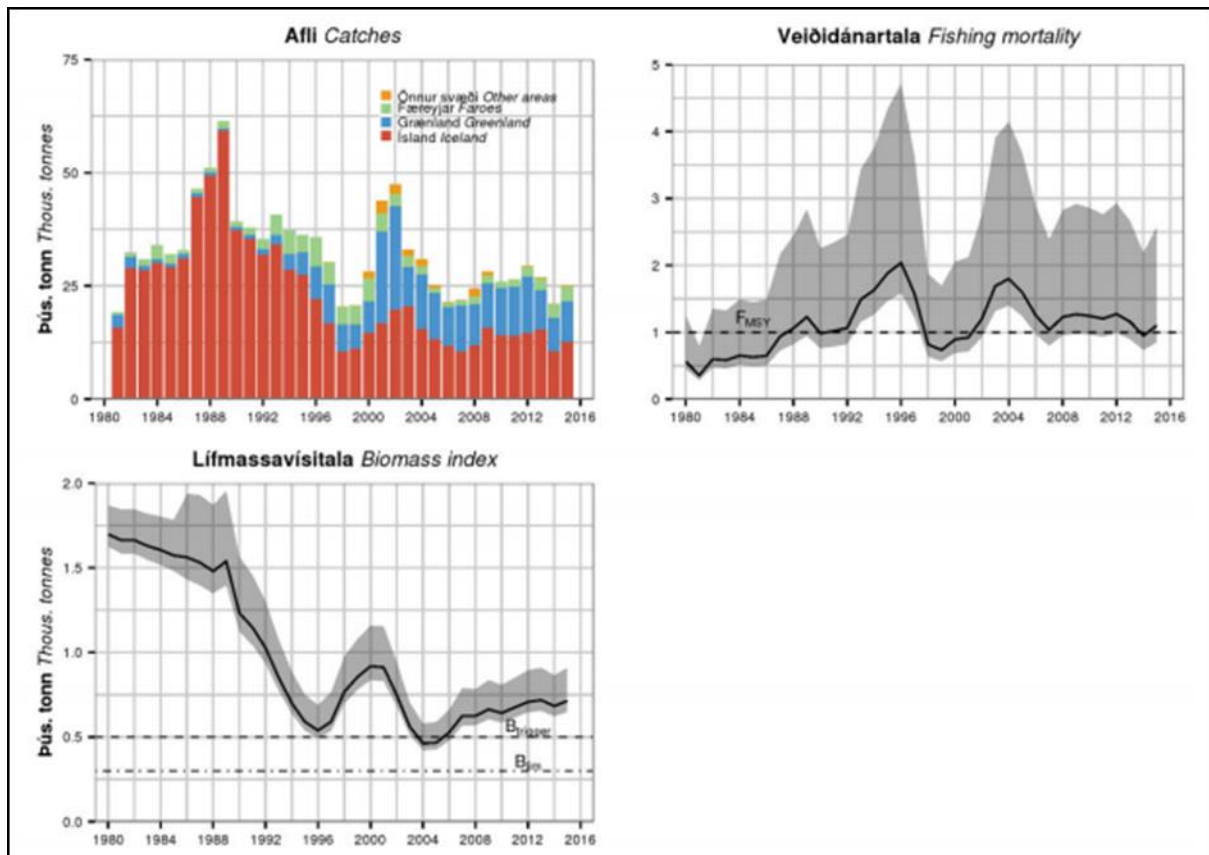 Afli Catches
75
50
25
0
Þús. tonn Thous. tonnes
Önnur svæði Other areas
Færeyjar Faroes
Grænland Greenland
Ísland Iceland
1980 1984 1988 1992 1996 2000 2004 2008 2012 2016
Veiðidánartala Fishing mortality
5
4
3
2
1
0
FMSY
1980 1984 1988 1992 1996 2000 2004 2008 2012 2016
Lífmassavísitala Biomass index
2.0
1.5
1.0
0.5
0.0
Þús. tonn Thous. tonnes
Btrigger
Blim
1980 1984 1988 1992 1996 2000 2004 2008 2012 2016